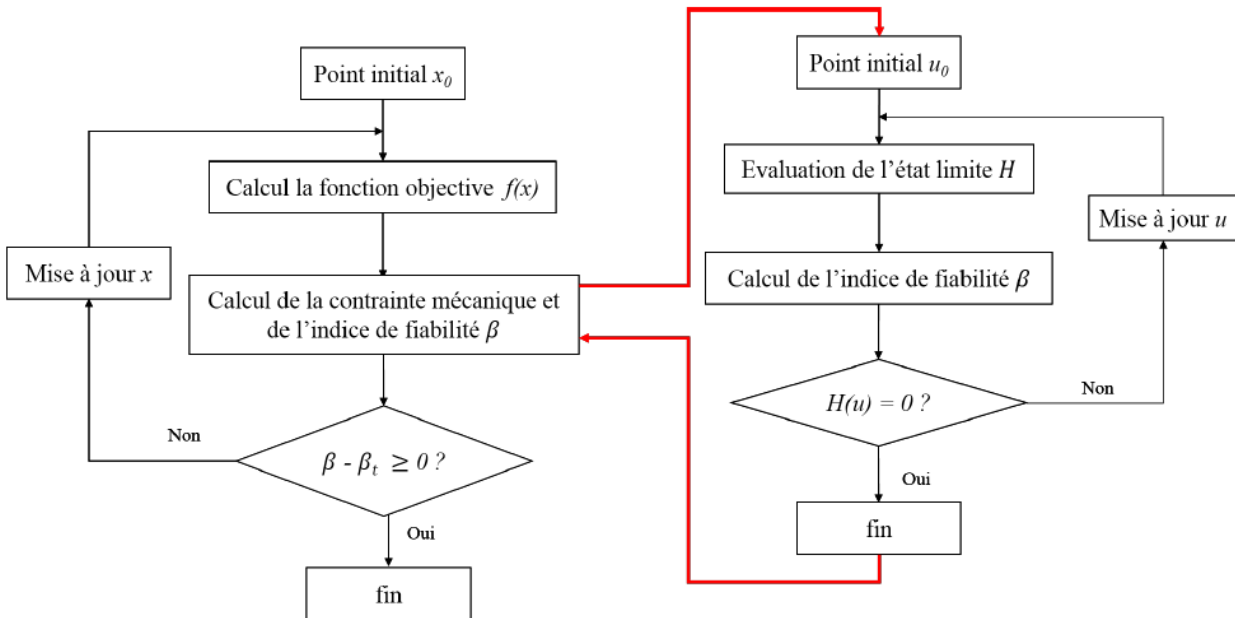 Point initial x₀
Calcul la fonction objective f(x)
Mise à jour x
Calcul de la contrainte mécanique et
de l'indice de fiabilité β
Non
β - βₜ ≥ 0 ?
Oui
fin
Point initial u₀
Evaluation de l'état limite H
Mise à jour u
Calcul de l'indice de fiabilité β
H(u) = 0 ?
Non
Oui
fin